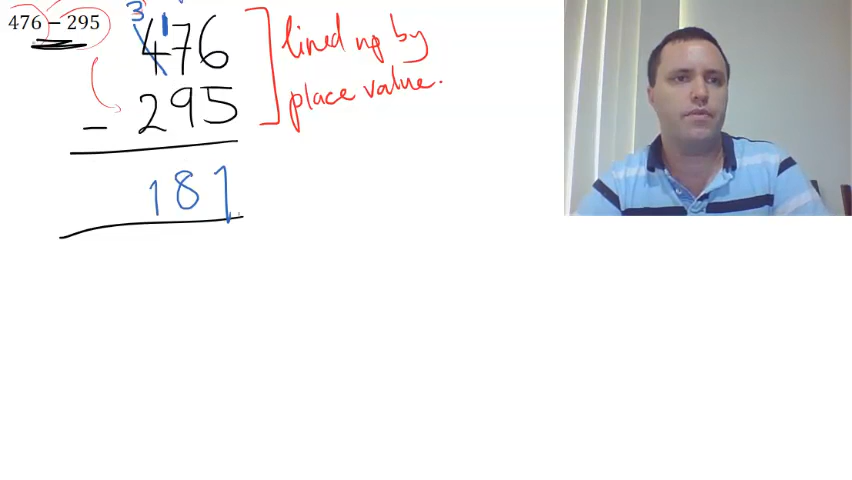 476 − 295
3 1
476
− 295
181
lined up by
place value.